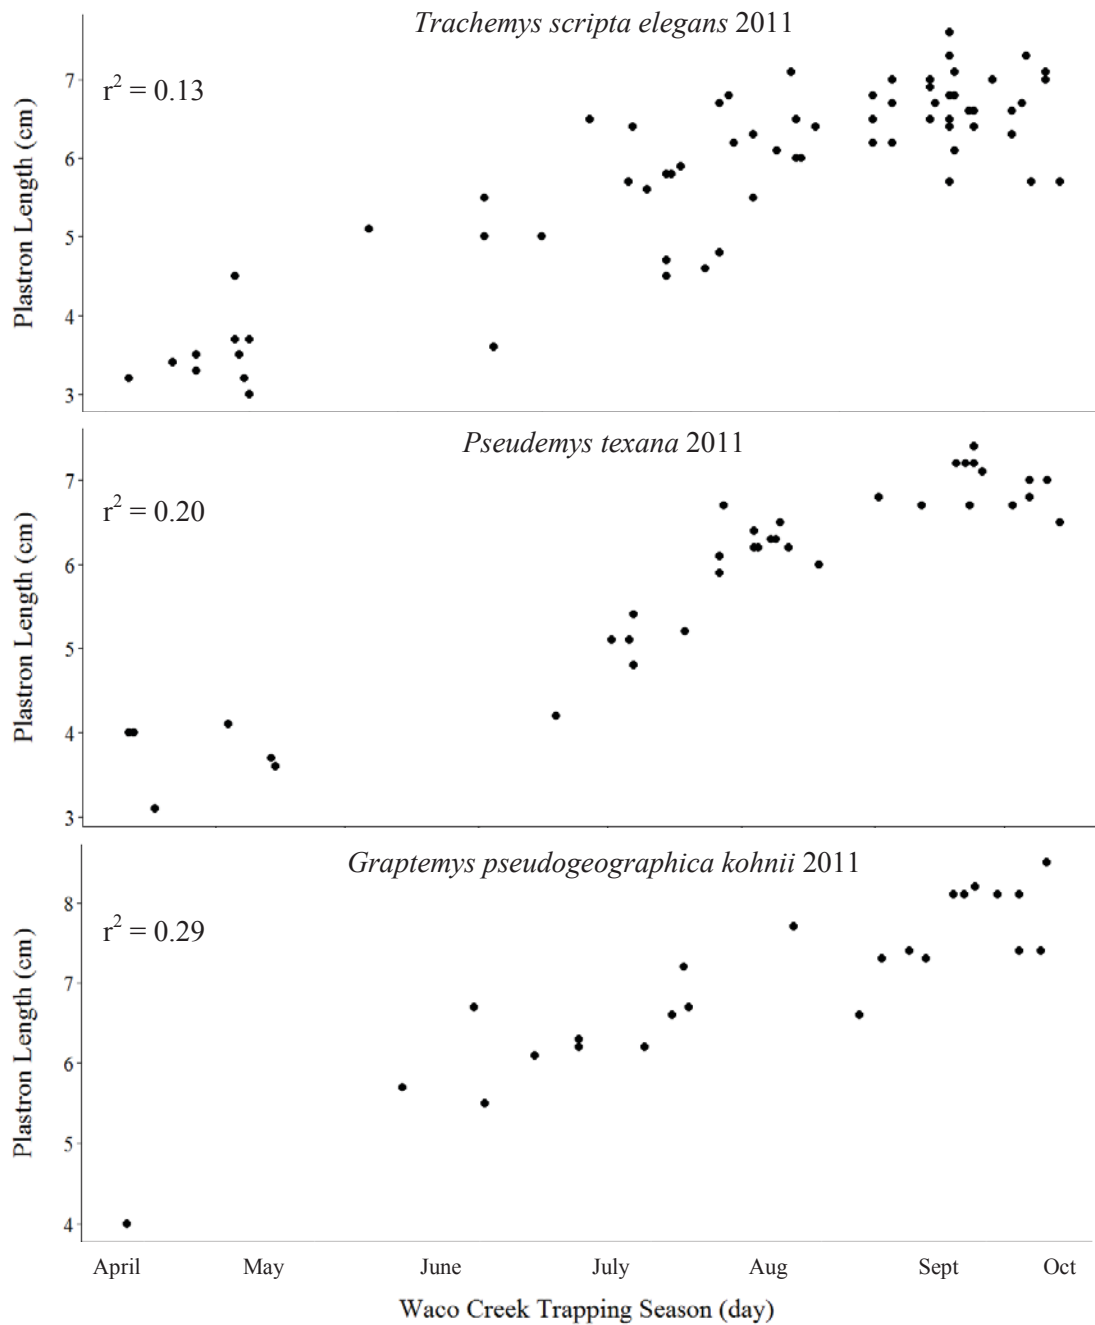 Trachemys scripta elegans 2011
r² = 0.13
Plastron Length (cm)
7
6
5
4
3
Pseudemys texana 2011
r² = 0.20
Plastron Length (cm)
7
6
5
4
3
Graptemys pseudogeographica kohnii 2011
r² = 0.29
Plastron Length (cm)
8
7
6
5
4
April May June July Aug Sept Oct
Waco Creek Trapping Season (day)